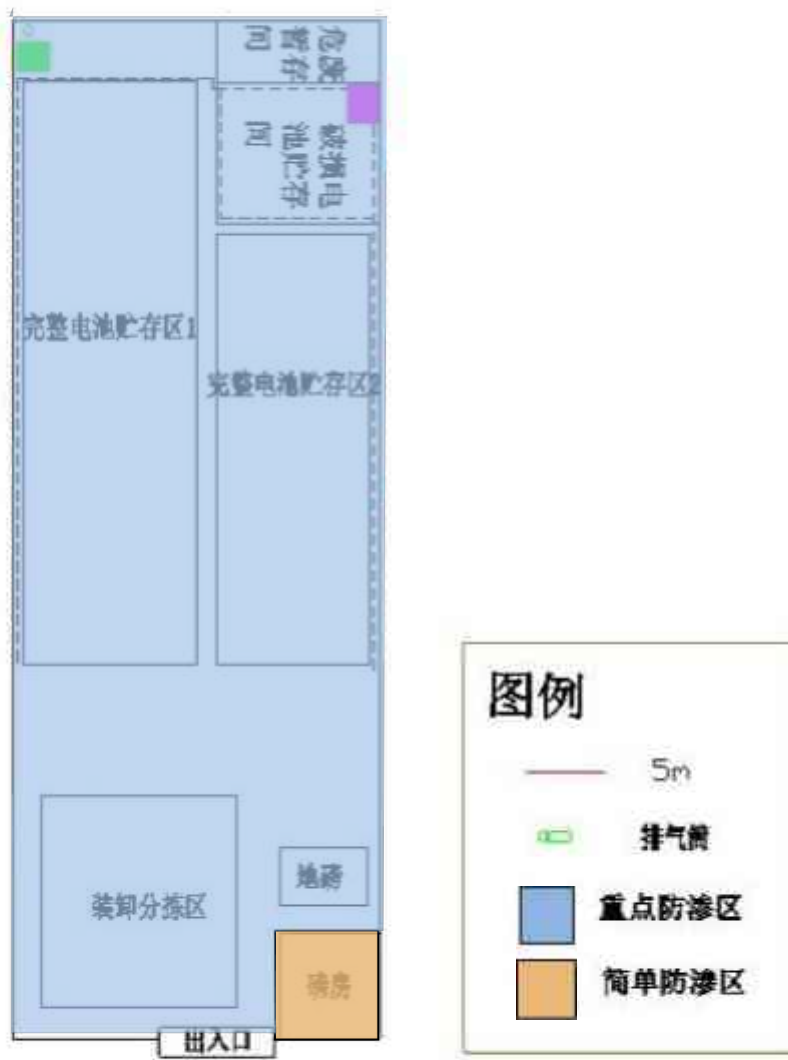 危废
暂存
间
破损电
池贮存
间
完整电池贮存区1
完整电池贮存区2
装卸分拣区
地磅
磅房
出入口
图例
5m
排气筒
重点防渗区
简单防渗区